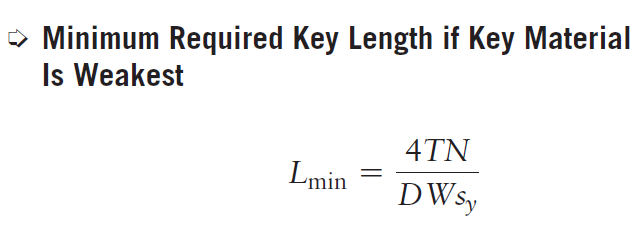 ➩ Minimum Required Key Length if Key Material
Is Weakest
L_min = 4TN / DWs_y